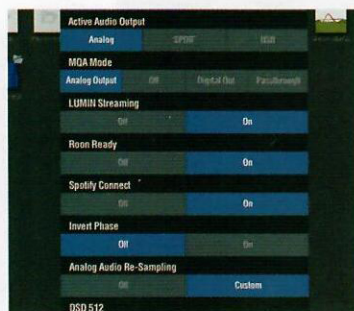 Active Audio Output
Analog SPDIF USB
MQA Mode
Analog Output Off Digital Out Passthrough
LUMIN Streaming
Off On
Roon Ready
Off On
Spotify Connect
Off On
Invert Phase
Off On
Analog Audio Re-Sampling
Off Custom
DSD 512